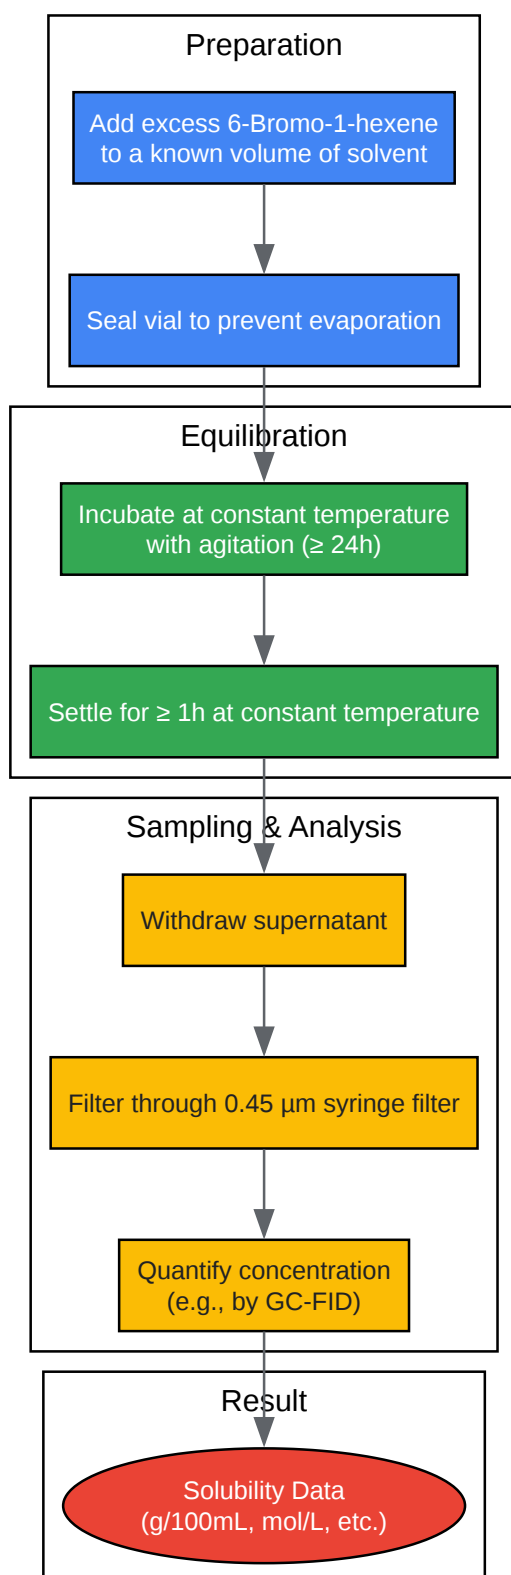 Preparation
Add excess 6-Bromo-1-hexene
to a known volume of solvent
Seal vial to prevent evaporation
Equilibration
Incubate at constant temperature
with agitation (≥ 24h)
Settle for ≥ 1h at constant temperature
Sampling & Analysis
Withdraw supernatant
Filter through 0.45 µm syringe filter
Quantify concentration
(e.g., by GC-FID)
Result
Solubility Data
(g/100mL, mol/L, etc.)